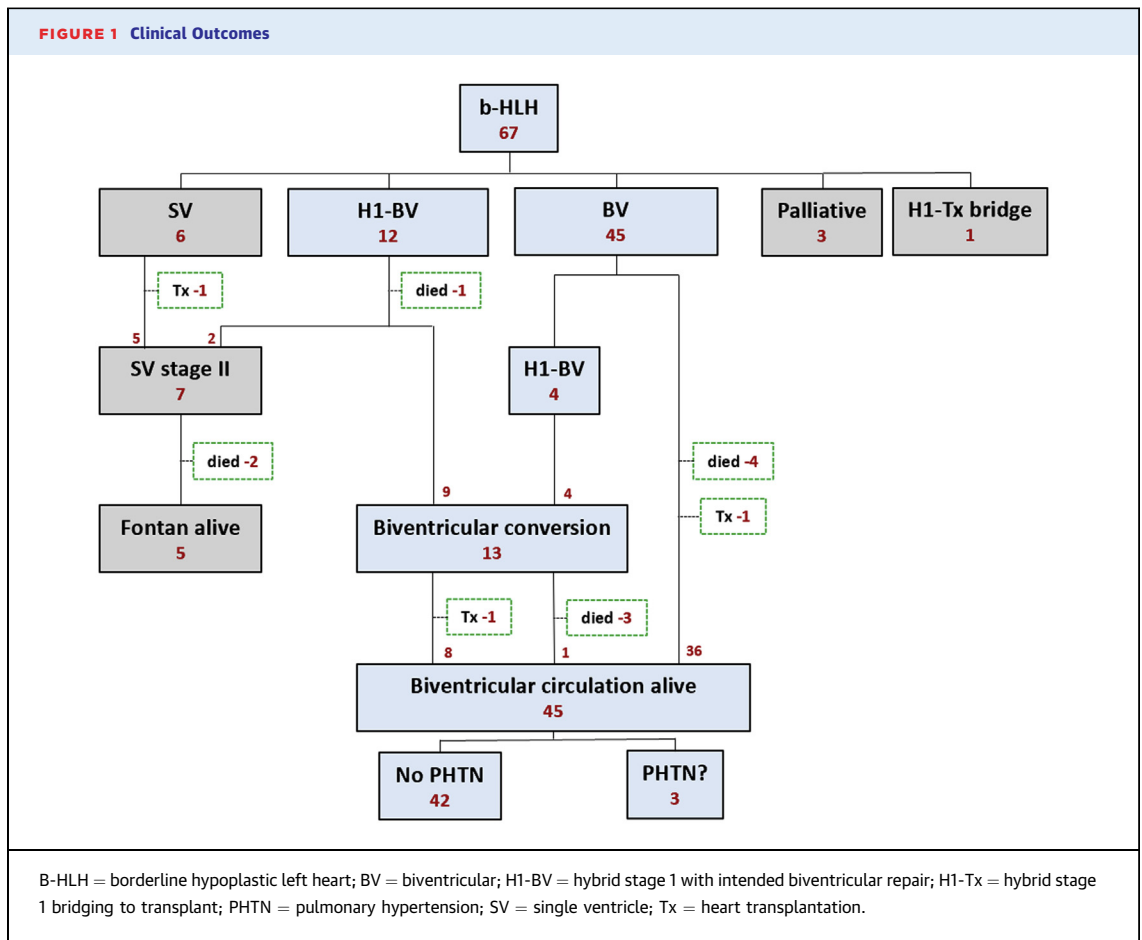 FIGURE 1 Clinical Outcomes
b-HLH
67
SV
6
H1-BV
12
BV
45
Palliative
3
H1-Tx bridge
1
Tx -1
died -1
5
2
SV stage II
7
H1-BV
4
died -2
died -4
9
4
Tx -1
Fontan alive
5
Biventricular conversion
13
Tx -1
died -3
8
1
36
Biventricular circulation alive
45
No PHTN
42
PHTN?
3
B-HLH = borderline hypoplastic left heart; BV = biventricular; H1-BV = hybrid stage 1 with intended biventricular repair; H1-Tx = hybrid stage
1 bridging to transplant; PHTN = pulmonary hypertension; SV = single ventricle; Tx = heart transplantation.